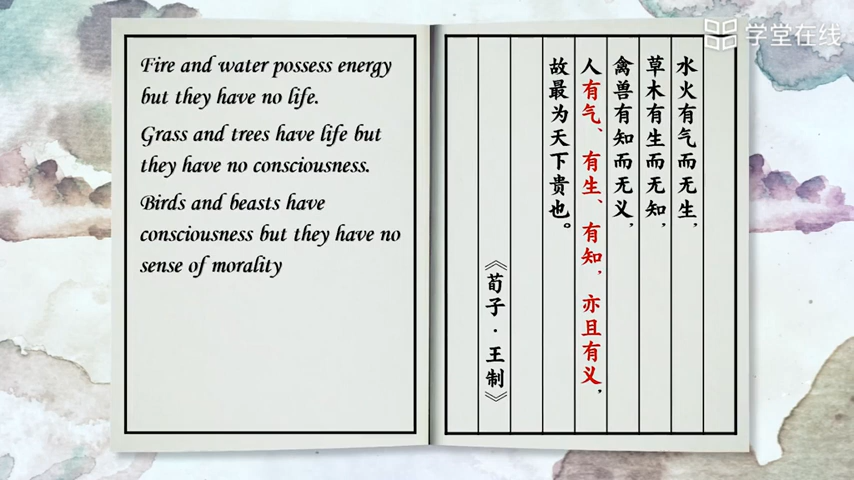 学堂在线
Fire and water possess energy
but they have no life.
Grass and trees have life but
they have no consciousness.
Birds and beasts have
consciousness but they have no
sense of morality
水火有气而无生，
草木有生而无知，
禽兽有知而无义，
人有气、有生、有知，亦且有义，
故最为天下贵也。
《荀子·王制》